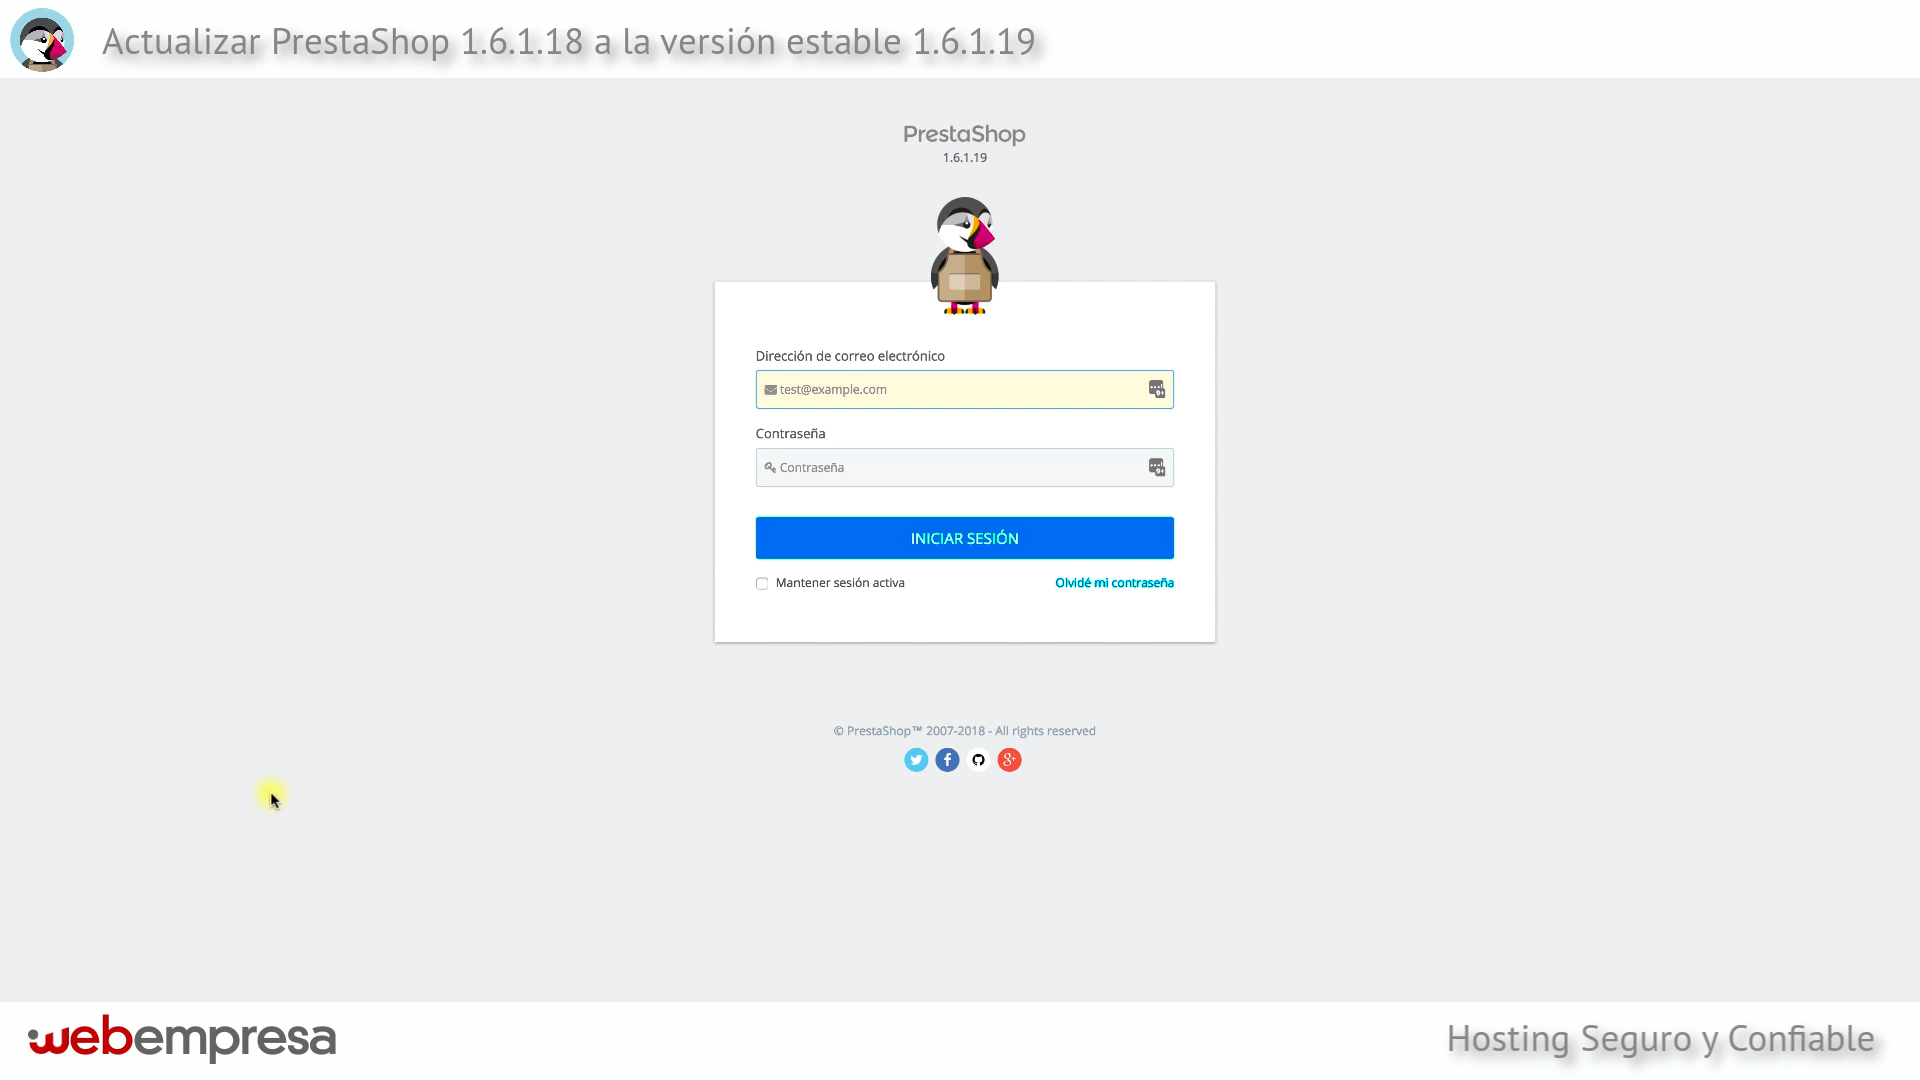 Actualizar PrestaShop 1.6.1.18 a la versión estable 1.6.1.19
PrestaShop
1.6.1.19
Dirección de correo electrónico
test@example.com
Contraseña
Contraseña
INICIAR SESIÓN
Mantener sesión activa
Olvidé mi contraseña
© PrestaShop™ 2007-2018 - All rights reserved
webempresa
Hosting Seguro y Confiable